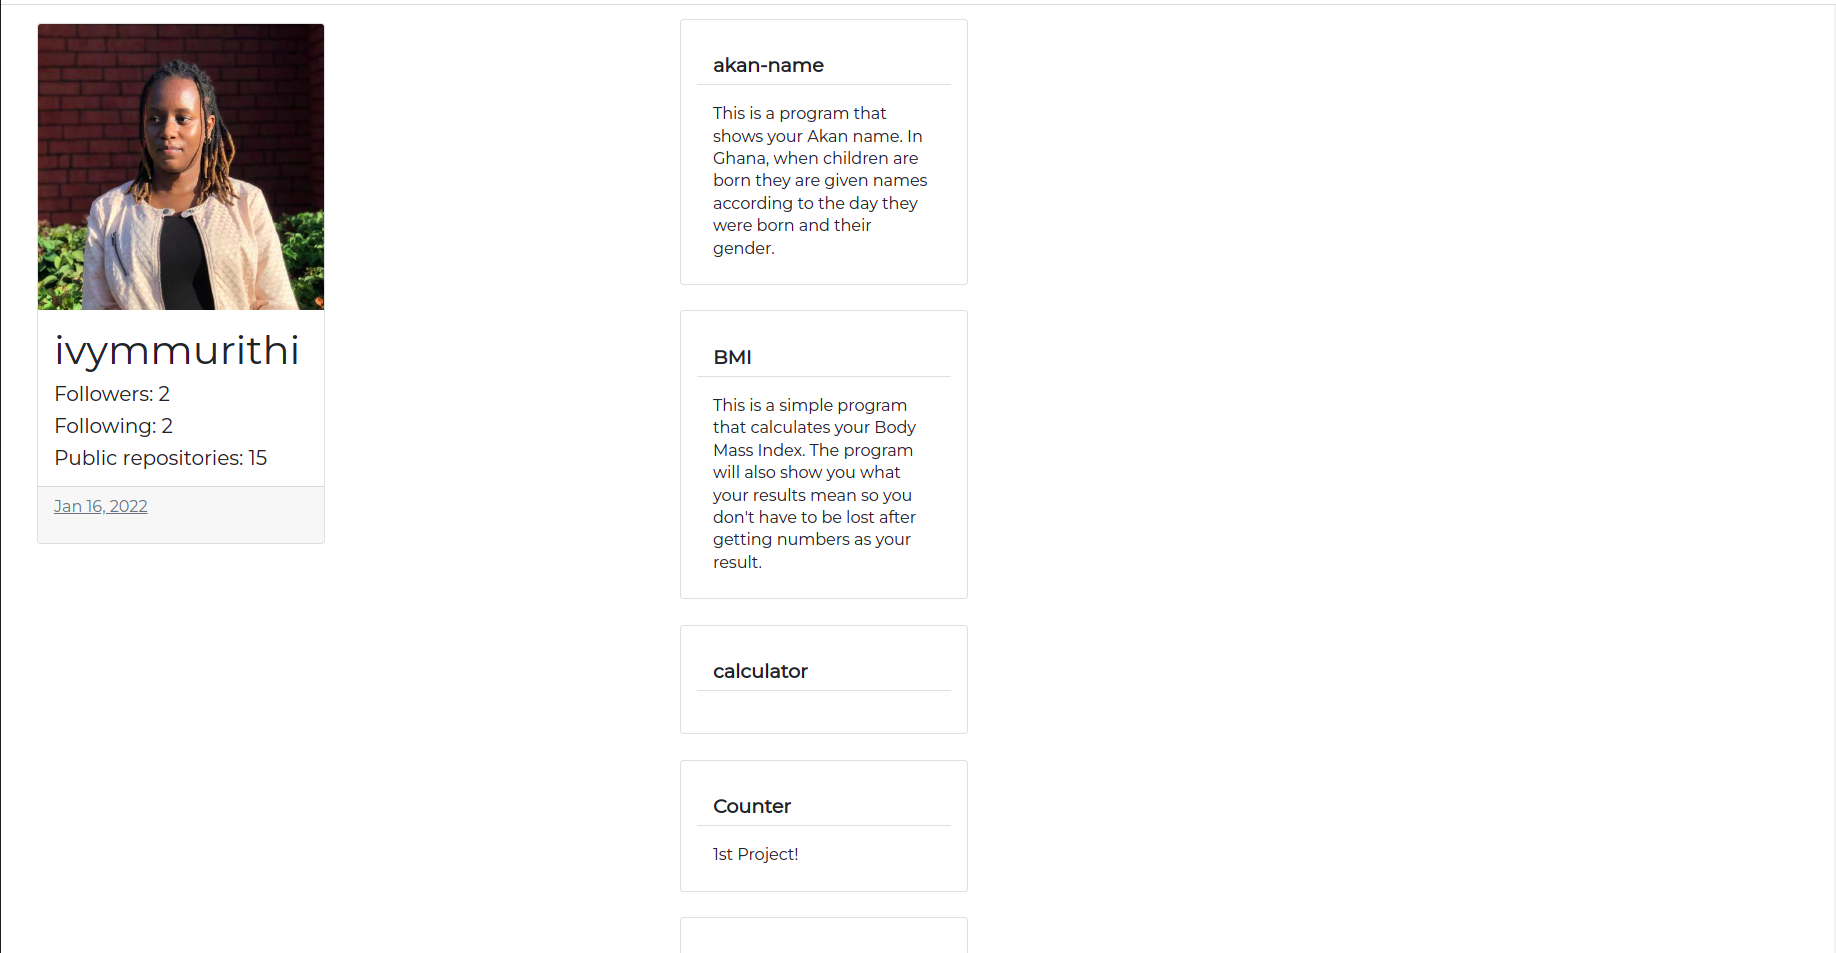 ivymmurithi
Followers: 2
Following: 2
Public repositories: 15
Jan 16, 2022
akan-name
This is a program that
shows your Akan name. In
Ghana, when children are
born they are given names
according to the day they
were born and their
gender.
BMI
This is a simple program
that calculates your Body
Mass Index. The program
will also show you what
your results mean so you
don't have to be lost after
getting numbers as your
result.
calculator
Counter
1st Project!